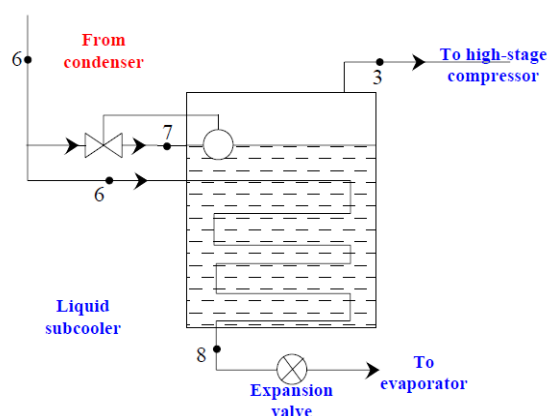 6
From
condenser
3
To high-stage
compressor
7
6
Liquid
subcooler
8
To
evaporator
Expansion
valve